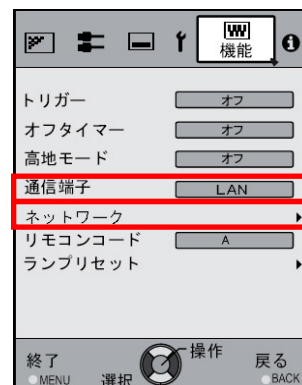 機能
トリガー オフ
オフタイマー オフ
高地モード オフ
通信端子 LAN
ネットワーク
リモコンコード A
ランプリセット
操作
終了 戻る
MENU 選択 BACK